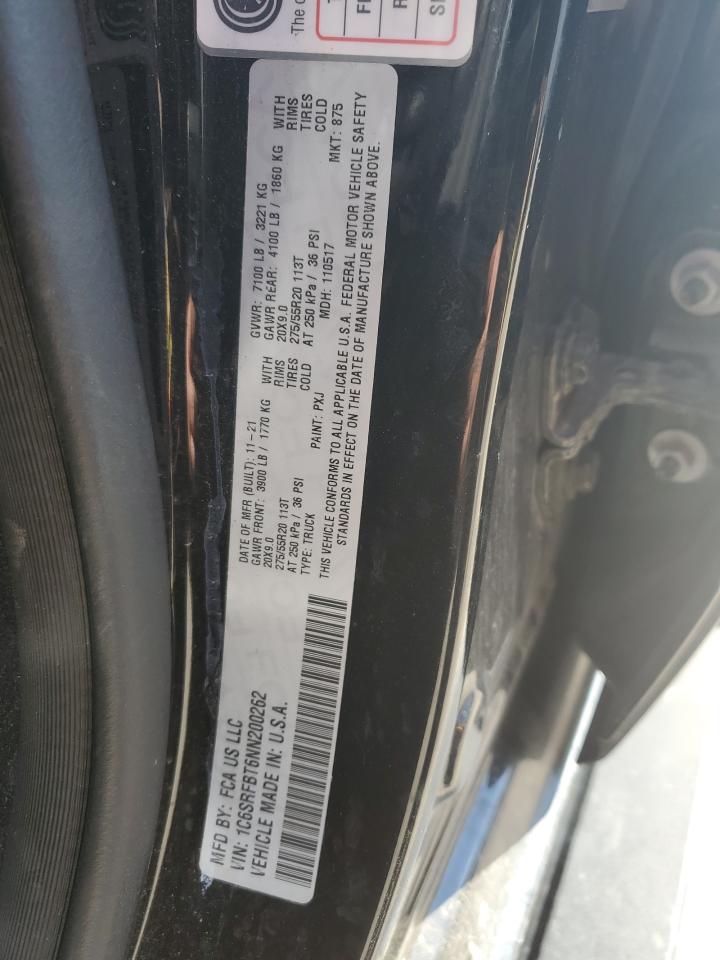 The c
MFD BY: FCA US LLC
DATE OF MFR (BUILT): 11-21
GVWR: 7100 LB / 3221 KG
GAWR FRONT: 3900 LB / 1770 KG WITH
GAWR REAR: 4100 LB / 1860 KG WITH
20X9.0 RIMS
20X9.0 RIMS
275/55R20 113T TIRES
275/55R20 113T TIRES
AT 250 kPa / 36 PSI COLD
AT 250 kPa / 36 PSI COLD
VIN: 1C6SRFBT6NN200262
TYPE: TRUCK PAINT: PXJ MDH: 110517 MKT: 875
VEHICLE MADE IN: U.S.A.
THIS VEHICLE CONFORMS TO ALL APPLICABLE U.S.A. FEDERAL MOTOR VEHICLE SAFETY
STANDARDS IN EFFECT ON THE DATE OF MANUFACTURE SHOWN ABOVE.